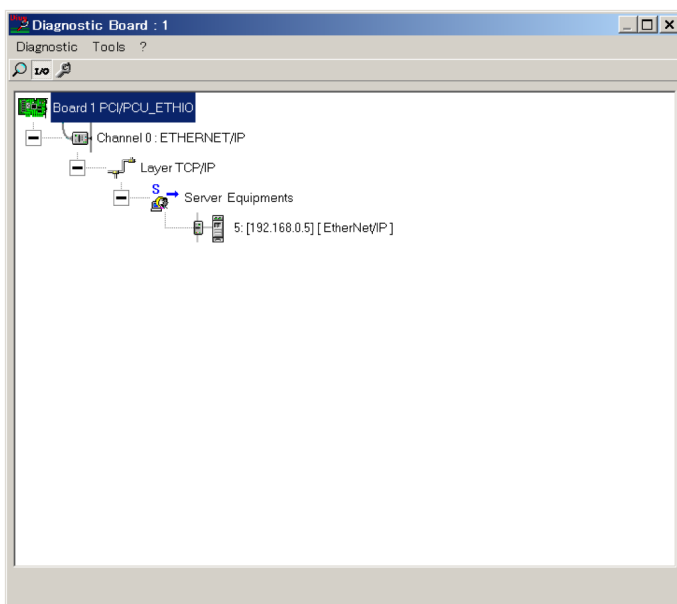 Diagnostic Board : 1
Diagnostic Tools ?
I/O
Board 1 PCI/PCU_ETHIO
Channel 0 : ETHERNET/IP
Layer TCP/IP
S
Server Equipments
5: [192.168.0.5] [ EtherNet/IP ]